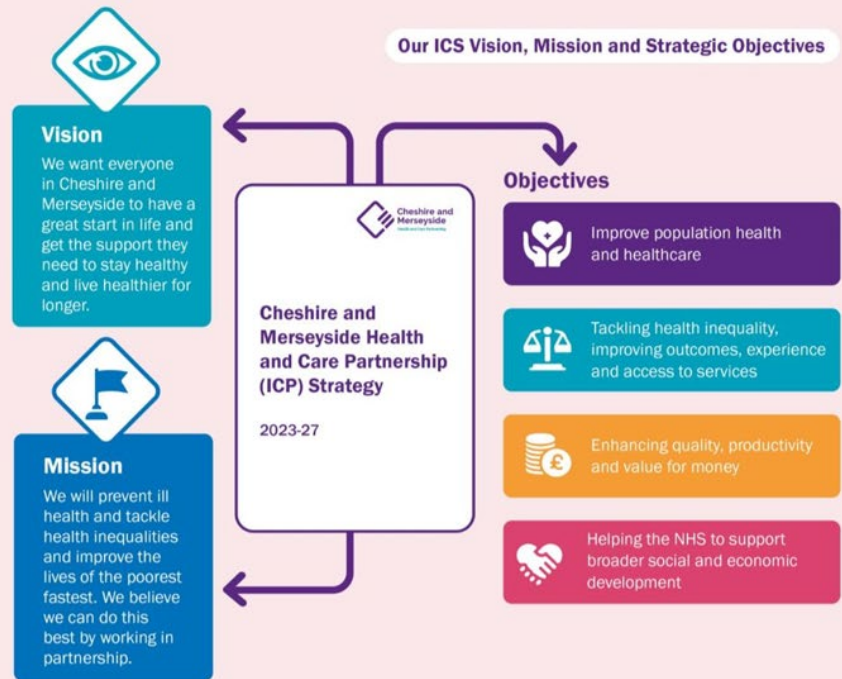 Our ICS Vision, Mission and Strategic Objectives
Vision
We want everyone
in Cheshire and
Merseyside to have a
great start in life and
get the support they
need to stay healthy
and live healthier for
longer.
Mission
We will prevent ill
health and tackle
health inequalities
and improve the
lives of the poorest
fastest. We believe
we can do this
best by working in
partnership.
Cheshire and
Merseyside
Health and Care Partnership
Cheshire and
Merseyside Health
and Care Partnership
(ICP) Strategy
2023-27
Objectives
Improve population health
and healthcare
Tackling health inequality,
improving outcomes, experience
and access to services
£
Enhancing quality, productivity
and value for money
Helping the NHS to support
broader social and economic
development